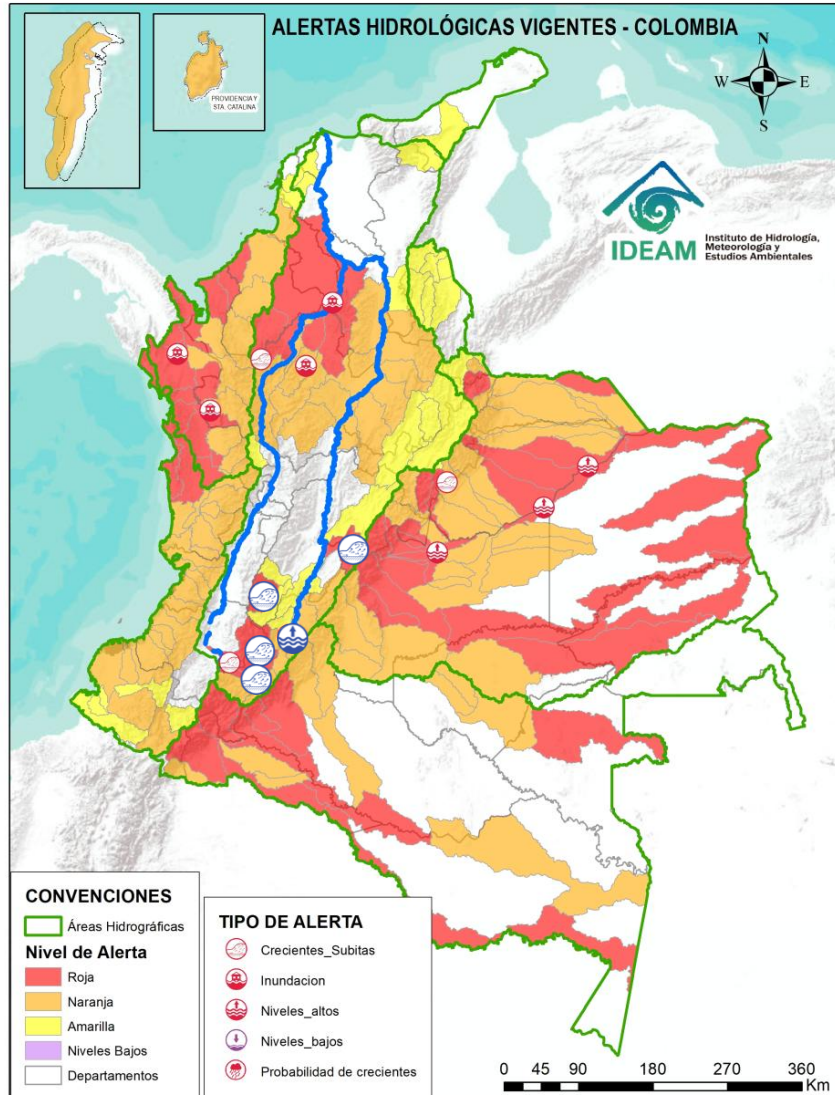 ALERTAS HIDROLÓGICAS VIGENTES - COLOMBIA
PROVIDENCIA Y
STA. CATALINA
N
W
E
S
IDEAM
Instituto de Hidrología,
Meteorología y
Estudios Ambientales
CONVENCIONES
Áreas Hidrográficas
Nivel de Alerta
Roja
Naranja
Amarilla
Niveles Bajos
Departamentos
TIPO DE ALERTA
Crecientes_Subitas
Inundacion
Niveles_altos
Niveles_bajos
Probabilidad de crecientes
0 45 90 180 270 360
Km